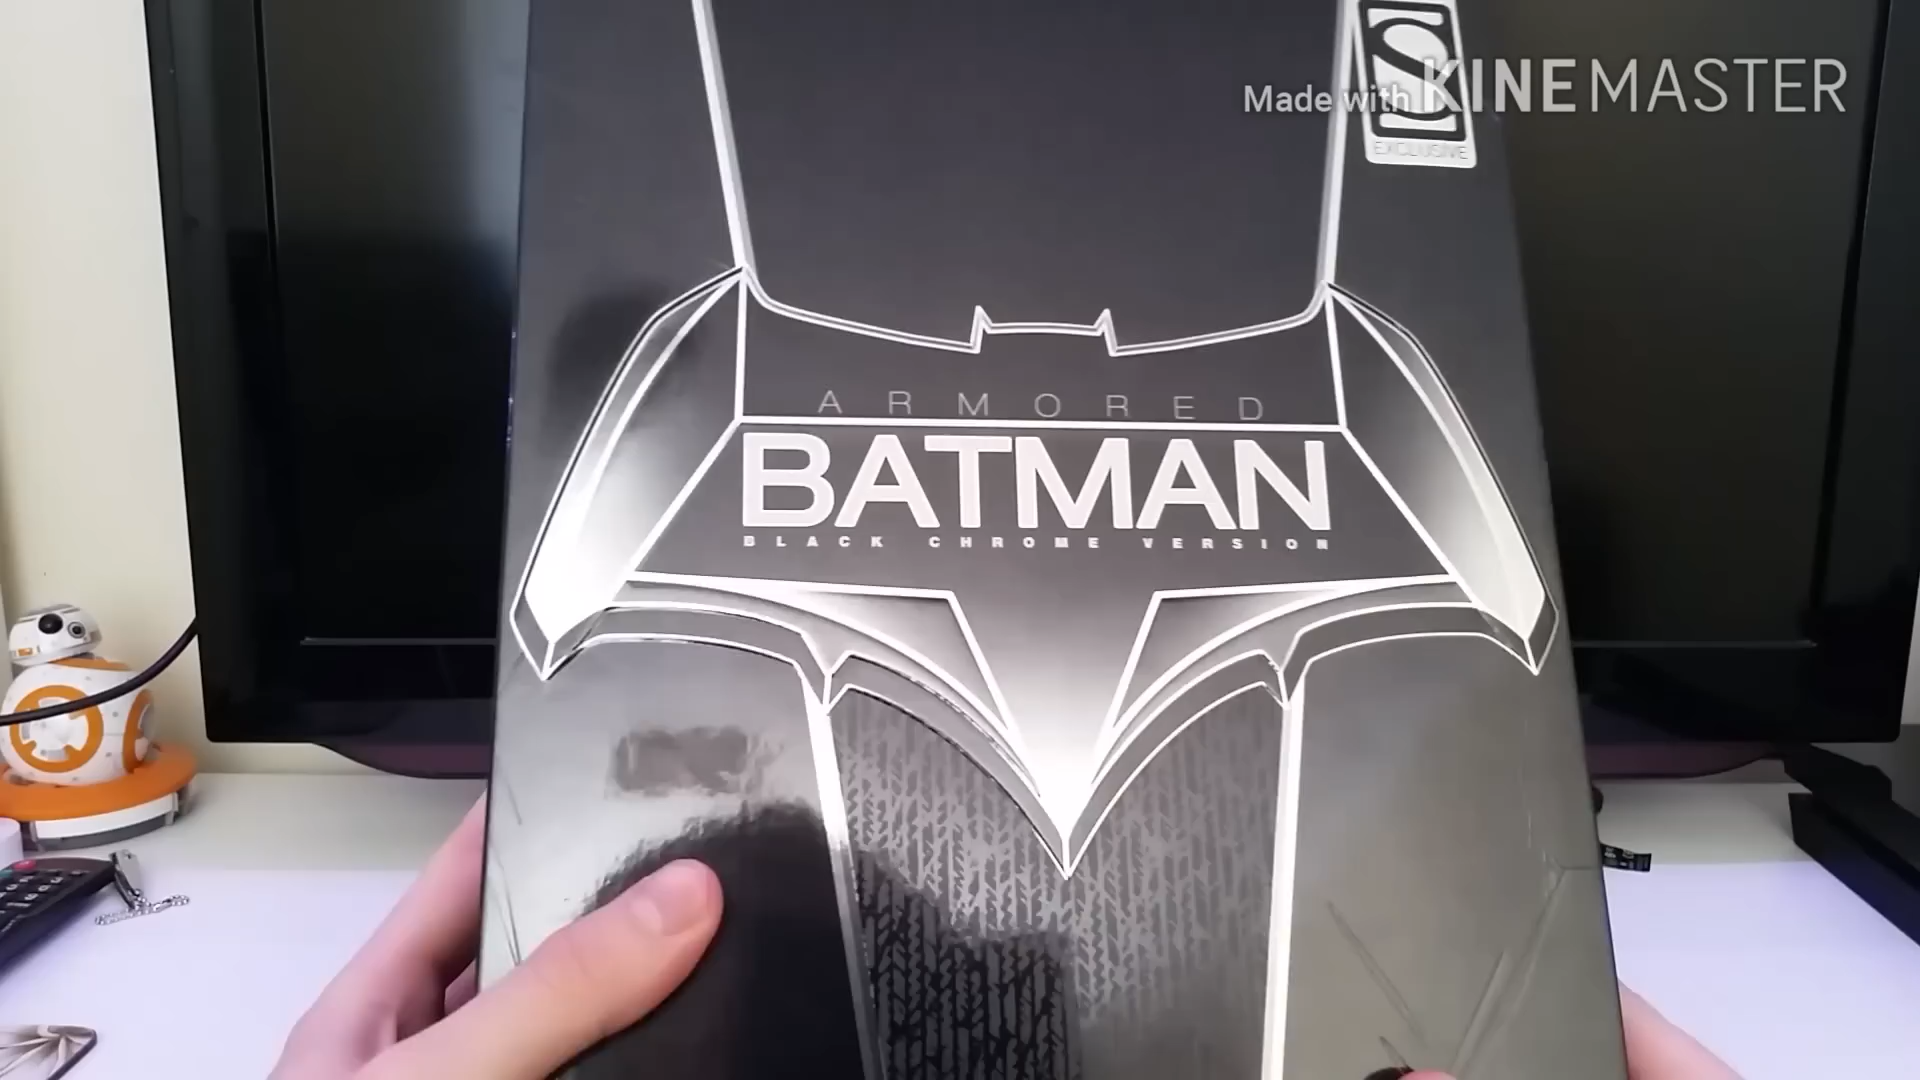 Made with KINEMASTER
S
EXCLUSIVE
ARMORED
BATMAN
BLACK CHROME VERSION